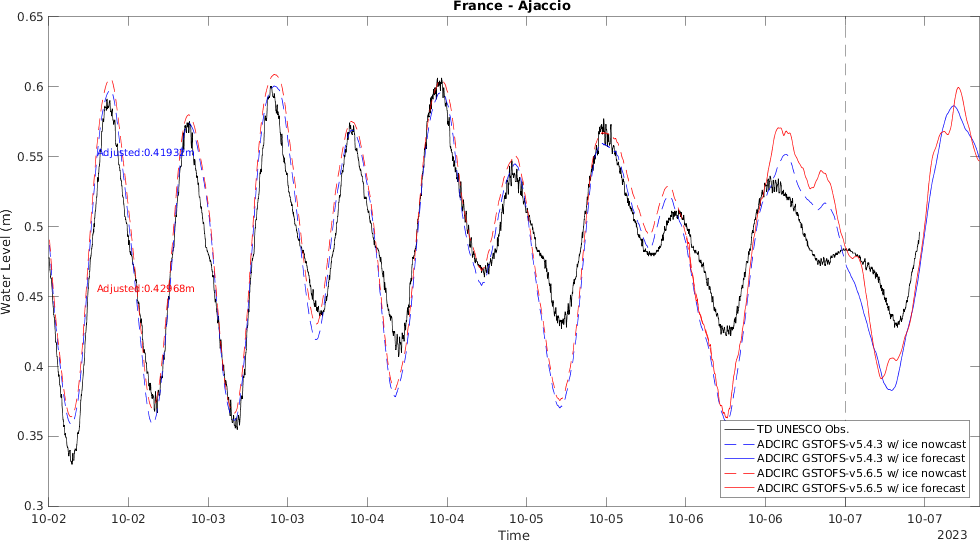 France - Ajaccio
0.65
0.6
0.55
0.5
0.45
0.4
0.35
0.3
Water Level (m)
Adjusted:0.41932m
Adjusted:0.42968m
TD UNESCO Obs.
ADCIRC GSTOFS-v5.4.3 w/ ice nowcast
ADCIRC GSTOFS-v5.4.3 w/ ice forecast
ADCIRC GSTOFS-v5.6.5 w/ ice nowcast
ADCIRC GSTOFS-v5.6.5 w/ ice forecast
10-02 10-02 10-03 10-03 10-04 10-04 10-05 10-05 10-06 10-06 10-07 10-07
Time
2023